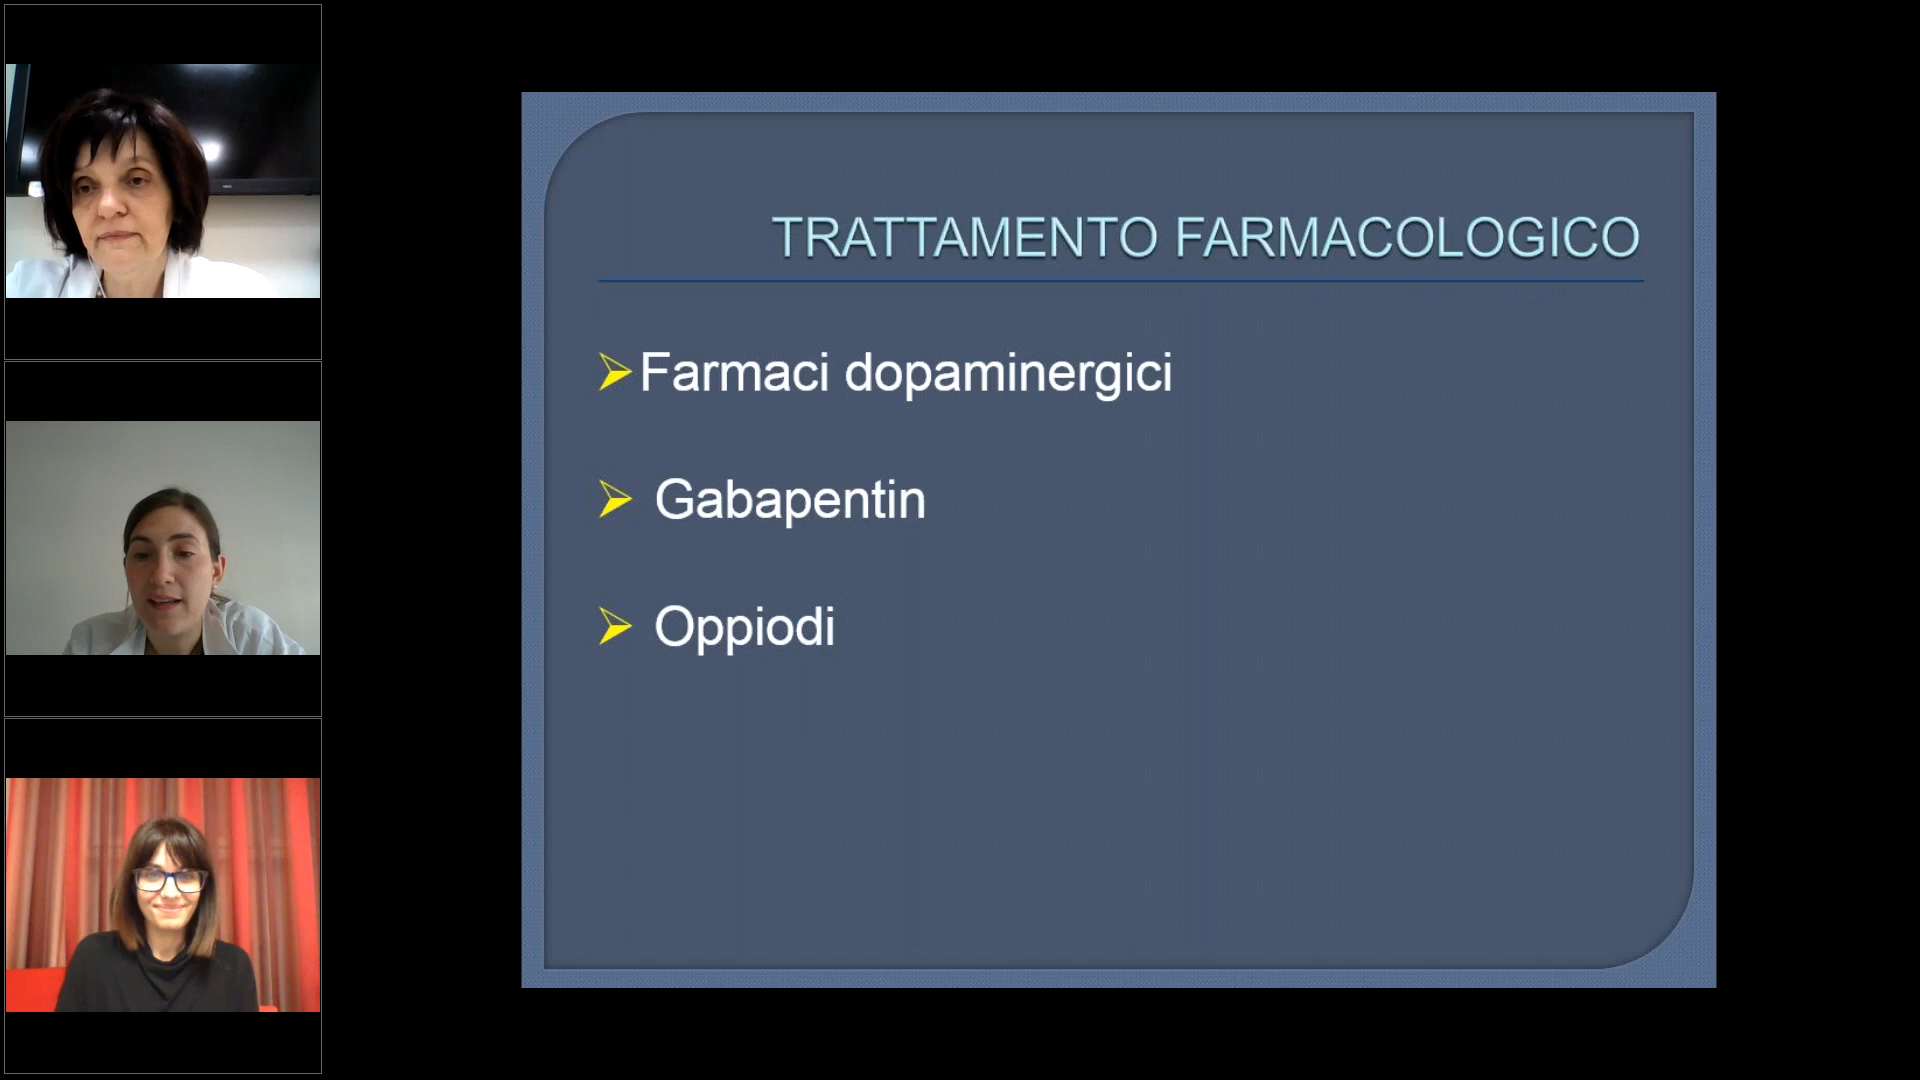 TRATTAMENTO FARMACOLOGICO
Farmaci dopaminergici
Gabapentin
Oppiodi